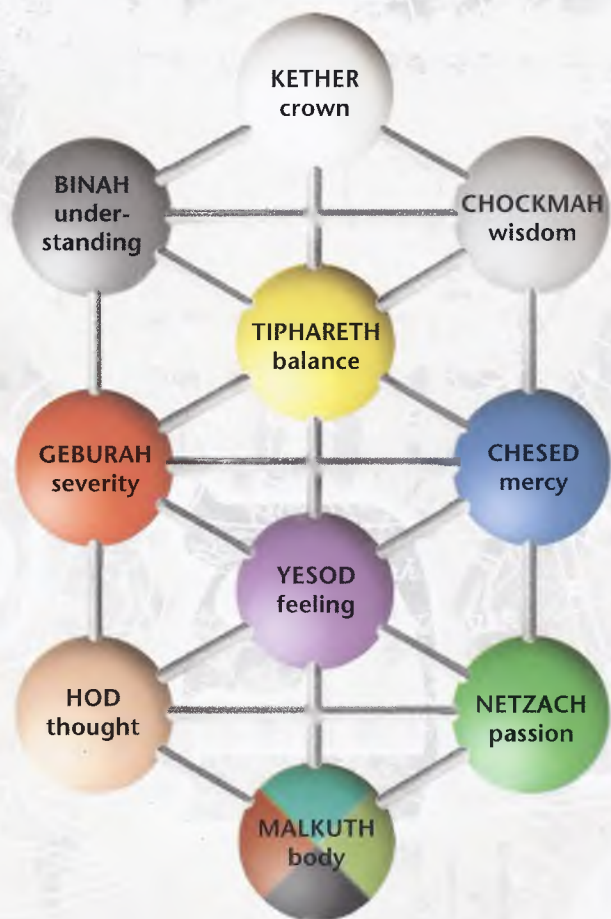 KETHER
crown
BINAH
under-
standing
CHOCKMAH
wisdom
TIPHARETH
balance
GEBURAH
severity
CHESED
mercy
YESOD
feeling
HOD
thought
NETZACH
passion
MALKUTH
body